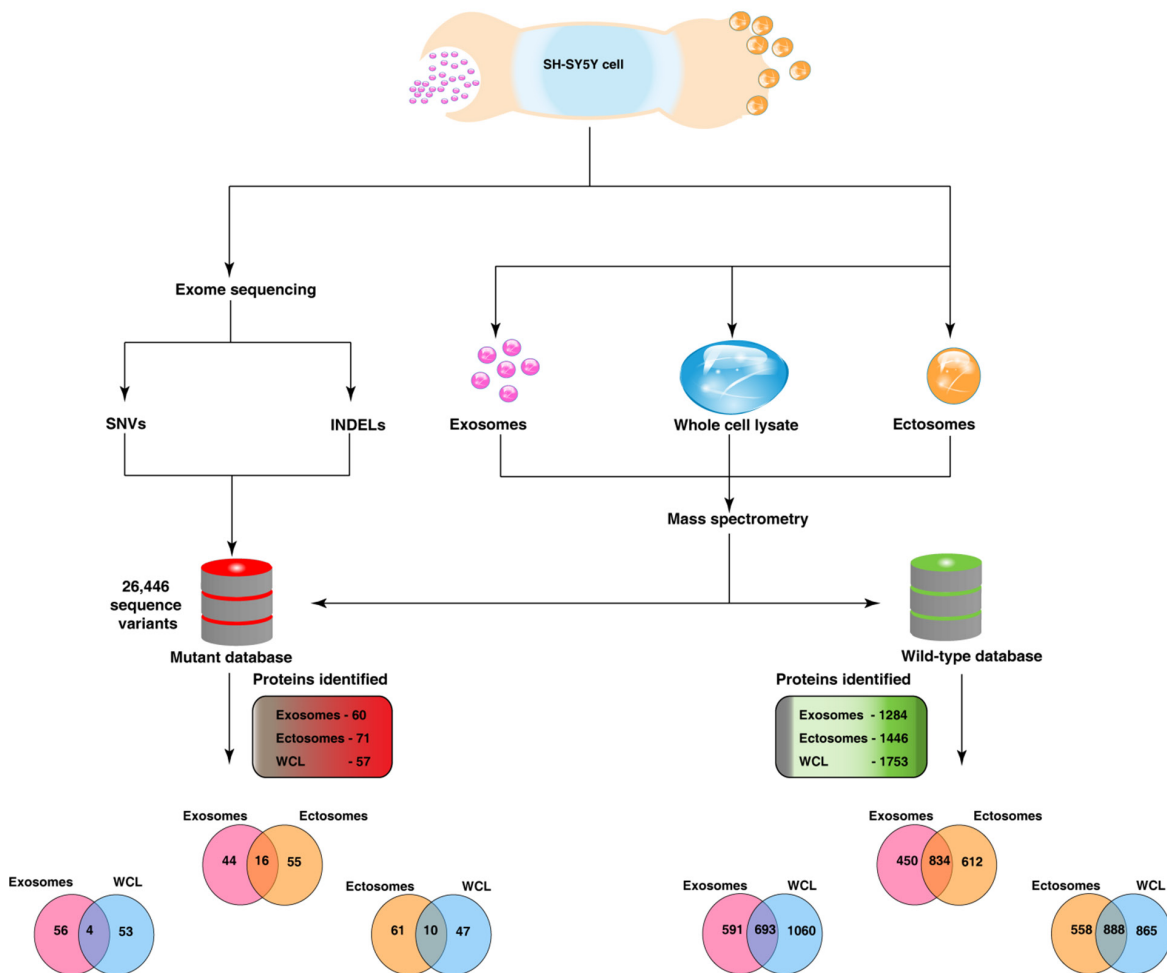 SH-SY5Y cell
Exome sequencing
SNVs
INDELs
Exosomes
Whole cell lysate
Ectosomes
Mass spectrometry
26,446
sequence
variants
Mutant database
Wild-type database
Proteins identified
Exosomes - 60
Ectosomes - 71
WCL - 57
Proteins identified
Exosomes - 1284
Ectosomes - 1446
WCL - 1753
Exosomes Ectosomes
44 16 55
Exosomes WCL
56 4 53
Ectosomes WCL
61 10 47
Exosomes Ectosomes
450 834 612
Exosomes WCL
591 693 1060
Ectosomes WCL
558 888 865